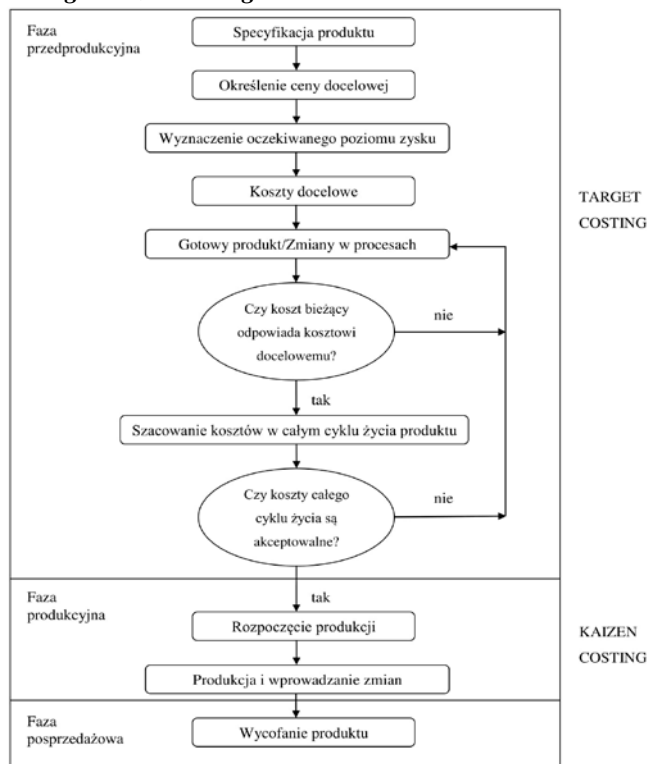 Faza
przedprodukcyjna
Specyfikacja produktu
Określenie ceny docelowej
Wyznaczenie oczekiwanego poziomu zysku
Koszty docelowe
TARGET
COSTING
Gotowy produkt/Zmiany w procesach
Czy koszt bieżący
odpowiada kosztowi
docelowemu?
nie
tak
Szacowanie kosztów w całym cyklu życia produktu
Czy koszty całego
cyklu życia są
akceptowalne?
nie
tak
Faza
produkcyjna
Rozpoczęcie produkcji
KAIZEN
COSTING
Produkcja i wprowadzanie zmian
Faza
posprzedażowa
Wycofanie produktu